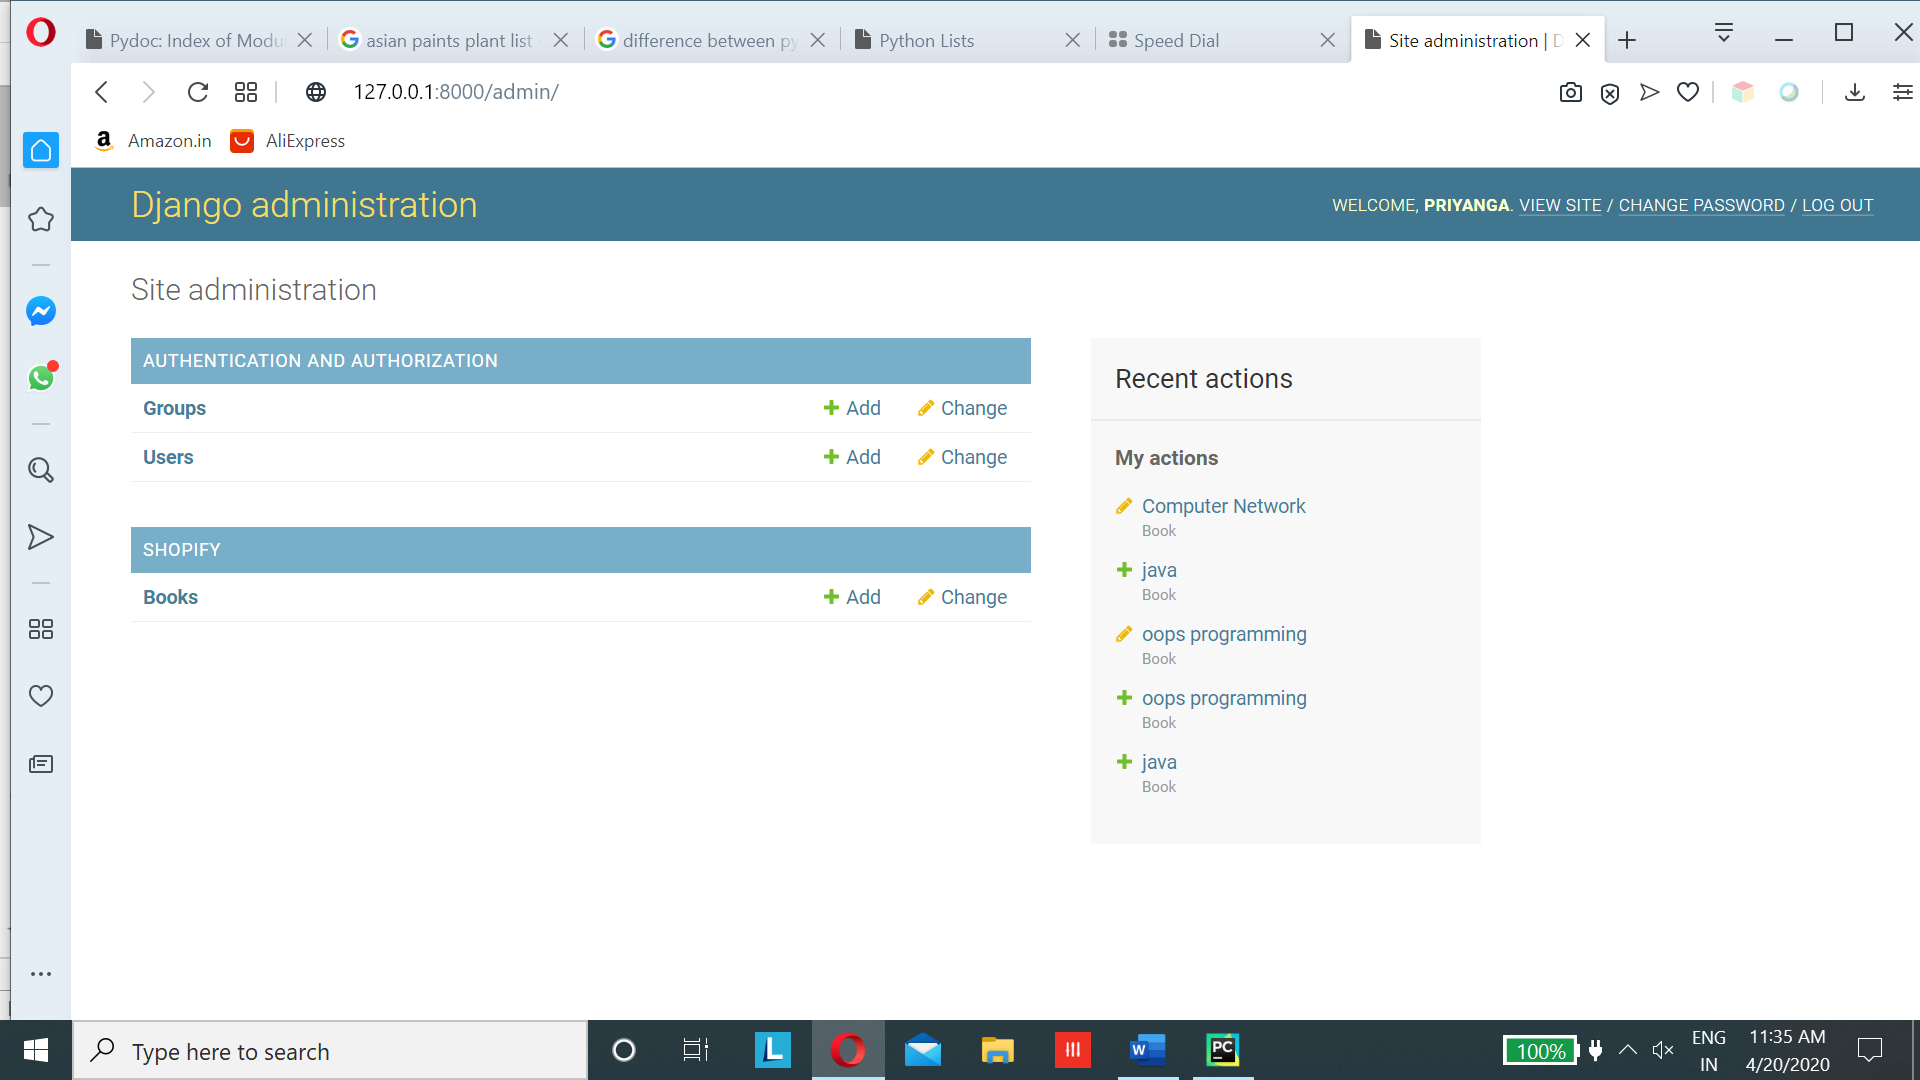 Pydoc: Index of Modu
asian paints plant list
difference between py
Python Lists
Speed Dial
Site administration | D
127.0.0.1:8000/admin/
a Amazon.in
AliExpress
Django administration
WELCOME, PRIYANGA. VIEW SITE / CHANGE PASSWORD / LOG OUT
Site administration
AUTHENTICATION AND AUTHORIZATION
Groups Add Change
Users Add Change
SHOPIFY
Books Add Change
Recent actions
My actions
Computer Network
Book
java
Book
oops programming
Book
oops programming
Book
java
Book
Type here to search
L
W
PC
100%
ENG
IN
11:35 AM
4/20/2020